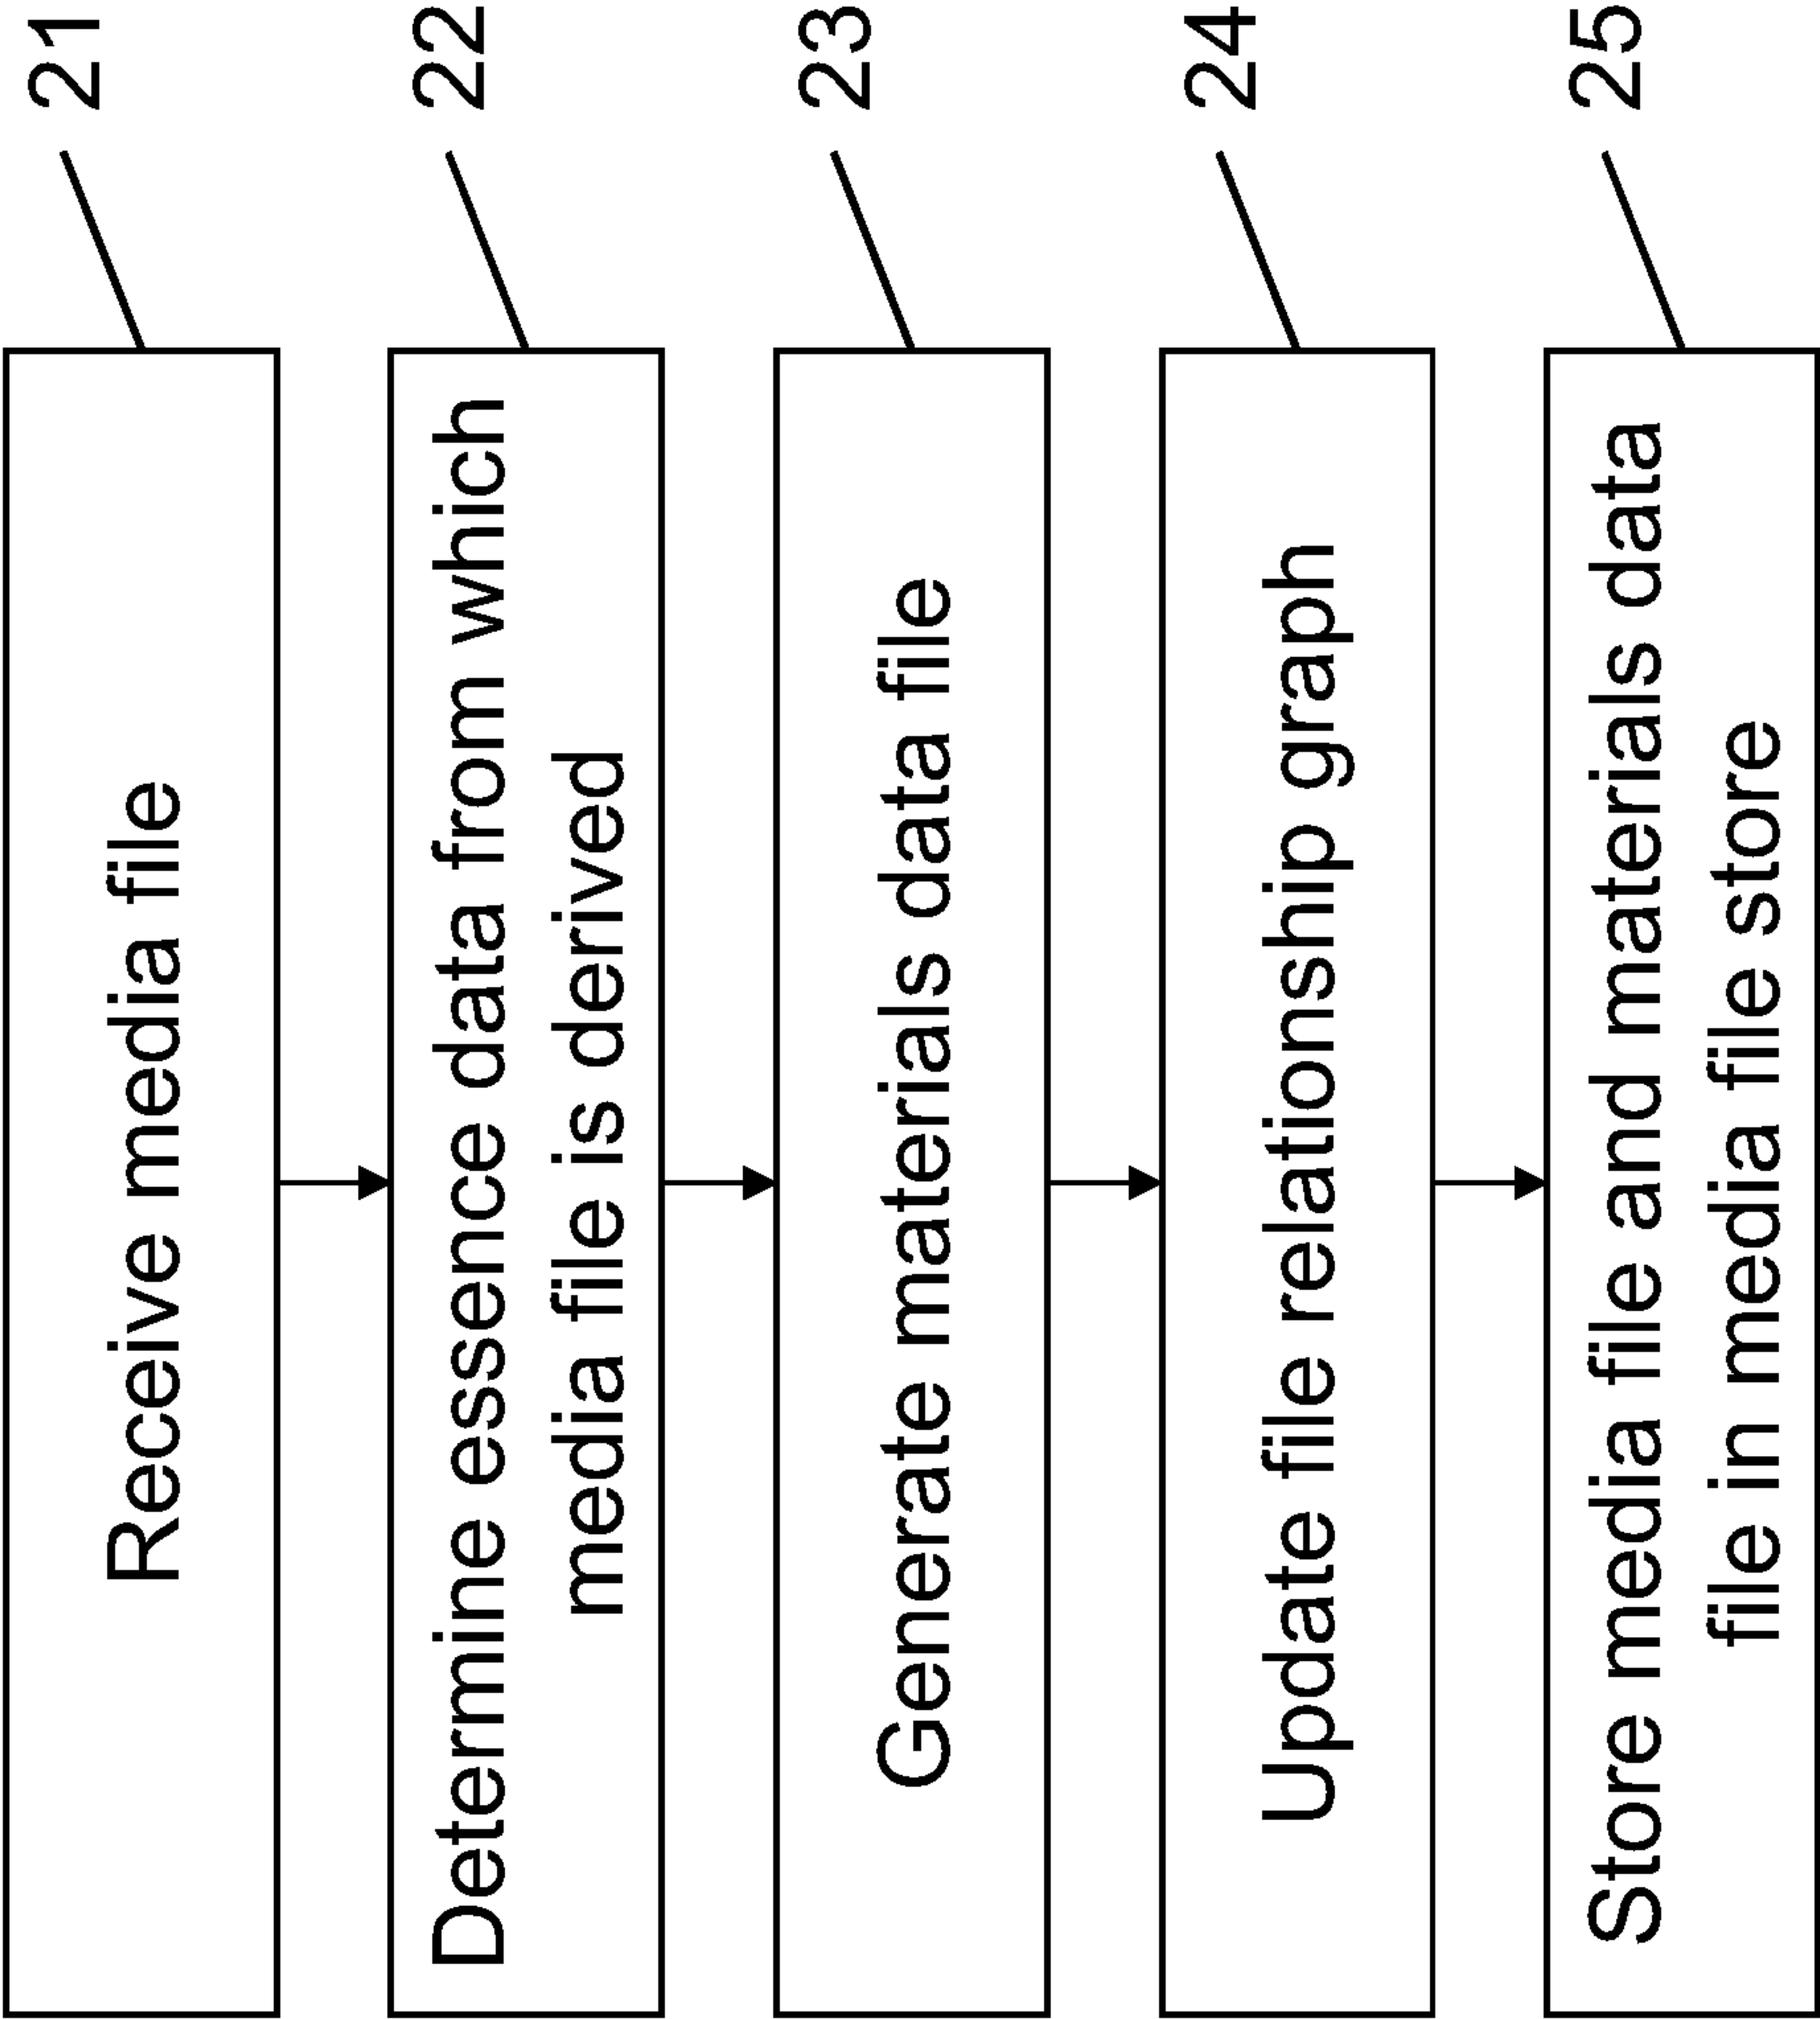 Receive media file
21
Determine essence data from which
media file is derived
22
Generate materials data file
23
Update file relationship graph
24
Store media file and materials data
file in media file store
25